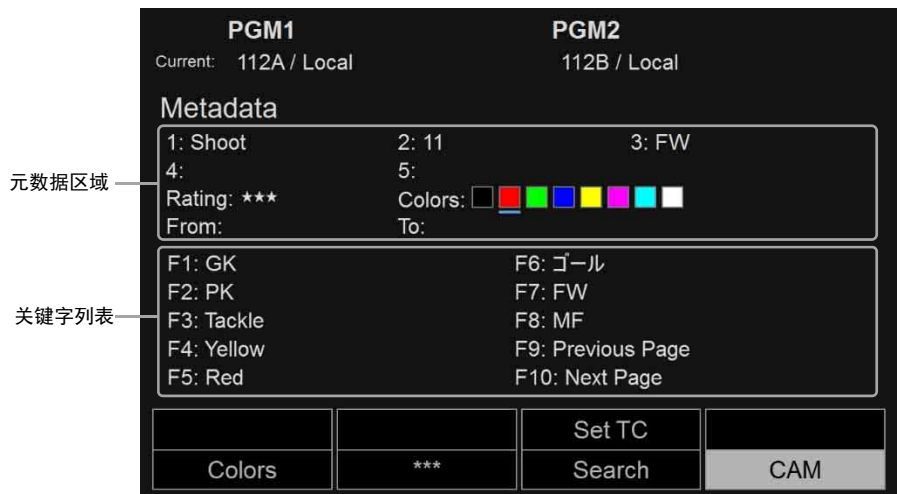 PGM1 PGM2
Current: 112A / Local 112B / Local
Metadata
元数据区域
1: Shoot 2: 11 3: FW
4: 5:
Rating: *** Colors:
From: To:
关键字列表
F1: GK F6: ゴール
F2: PK F7: FW
F3: Tackle F8: MF
F4: Yellow F9: Previous Page
F5: Red F10: Next Page
Set TC
Colors *** Search CAM